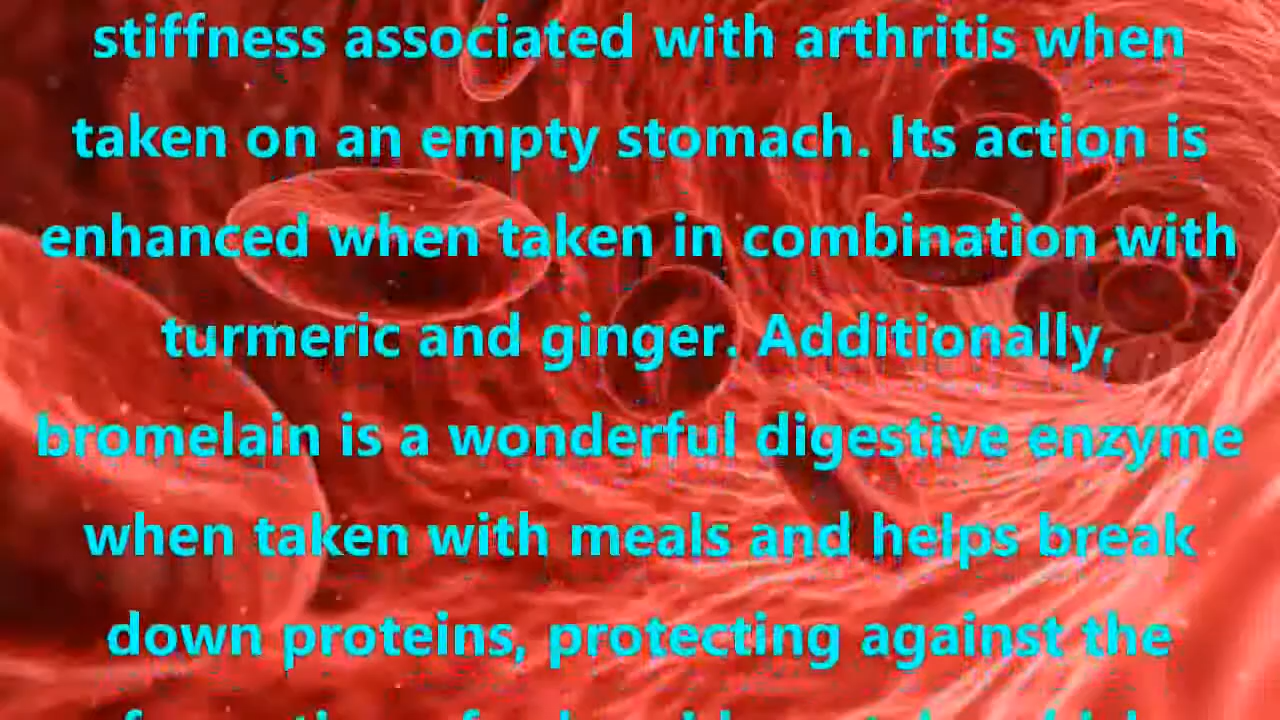 stiffness associated with arthritis when
taken on an empty stomach. Its action is
enhanced when taken in combination with
turmeric and ginger. Additionally,
bromelain is a wonderful digestive enzyme
when taken with meals and helps break
down proteins, protecting against the